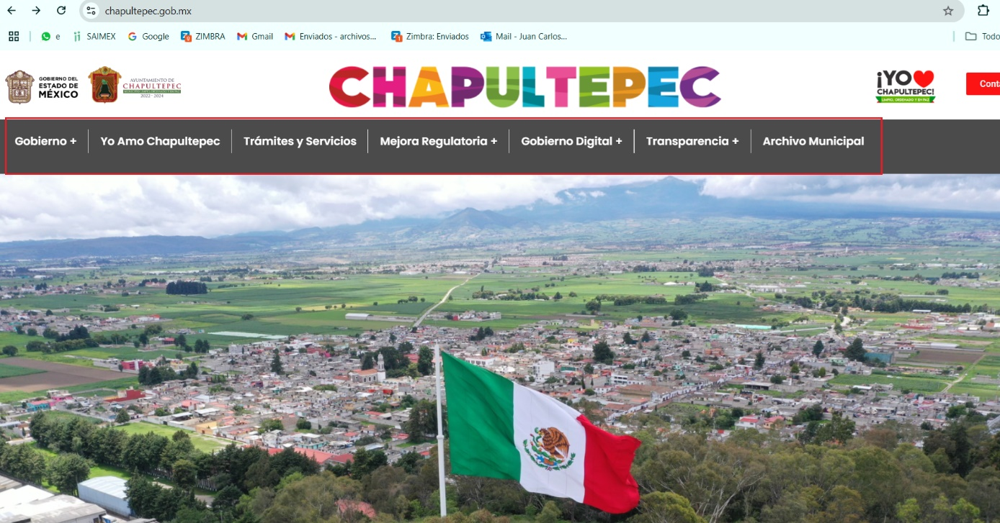 chapultepec.gob.mx
e
SAIMEX
Google
ZIMBRA
Gmail
Enviados - archivos...
Zimbra: Enviados
Mail - Juan Carlos...
Todo
GOBIERNO DEL
ESTADO DE
MÉXICO
AYUNTAMIENTO DE
CHAPULTEPEC
2022 - 2024
CHAPULTEPEC
¡YO
CHAPULTEPEC!
LIMPIO, ORDENADO Y EN PAZ
Cont
Gobierno +
Yo Amo Chapultepec
Trámites y Servicios
Mejora Regulatoria +
Gobierno Digital +
Transparencia +
Archivo Municipal